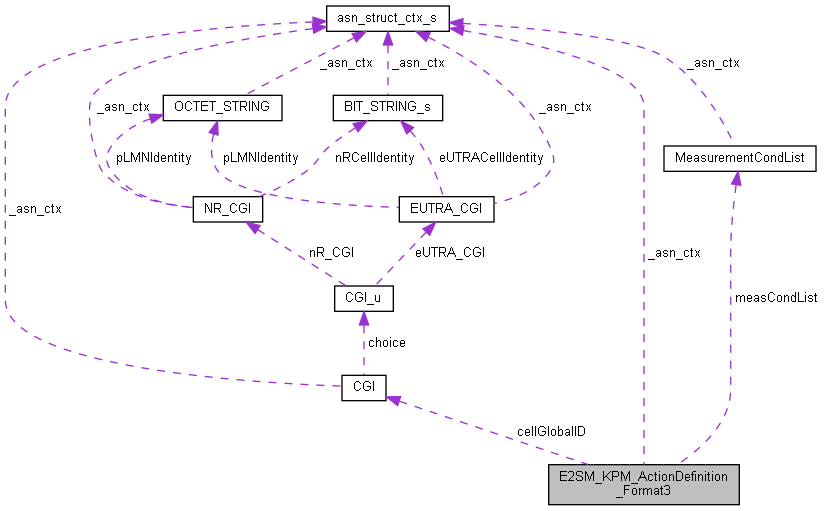 asn_struct_ctx_s
_asn_ctx
_asn_ctx
_asn_ctx
_asn_ctx
OCTET_STRING
BIT_STRING_s
_asn_ctx
pLMNIdentity
pLMNIdentity
nRCellIdentity
eUTRACellIdentity
MeasurementCondList
_asn_ctx
NR_CGI
EUTRA_CGI
nR_CGI
eUTRA_CGI
_asn_ctx
CGI_u
measCondList
choice
CGI
cellGlobalID
E2SM_KPM_ActionDefinition
_Format3